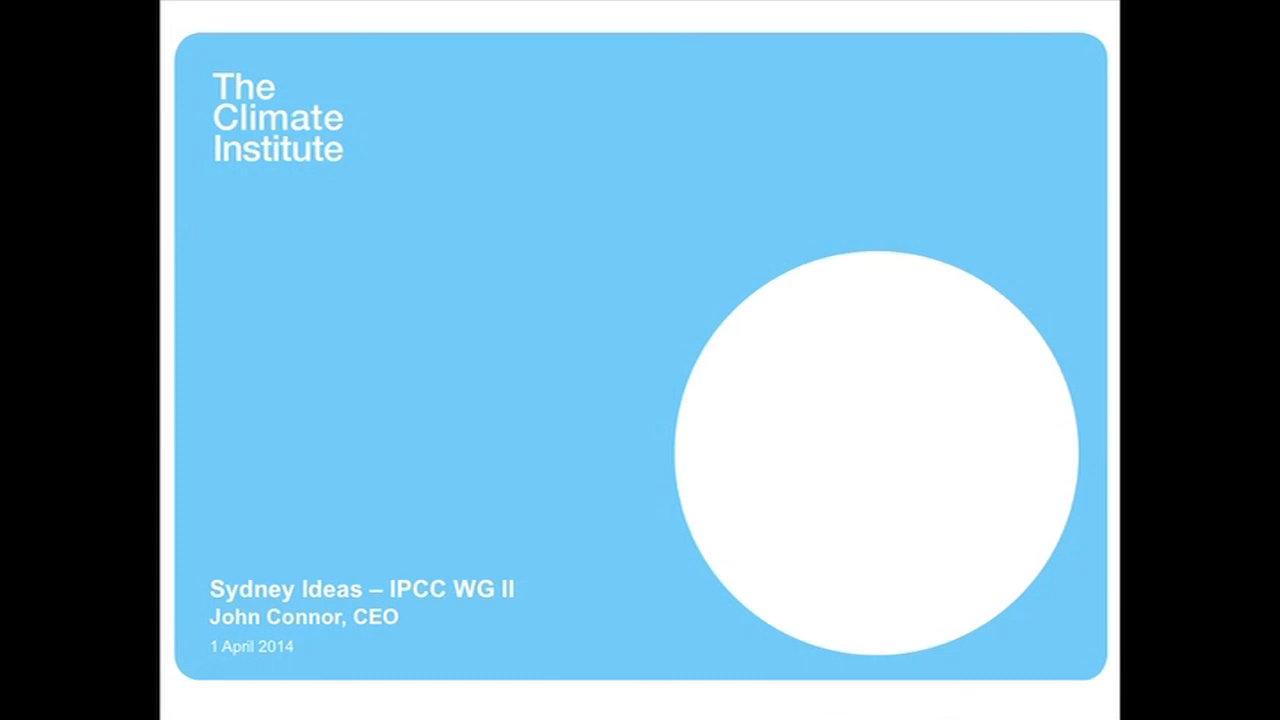 The
Climate
Institute
Sydney Ideas – IPCC WG II
John Connor, CEO
1 April 2014